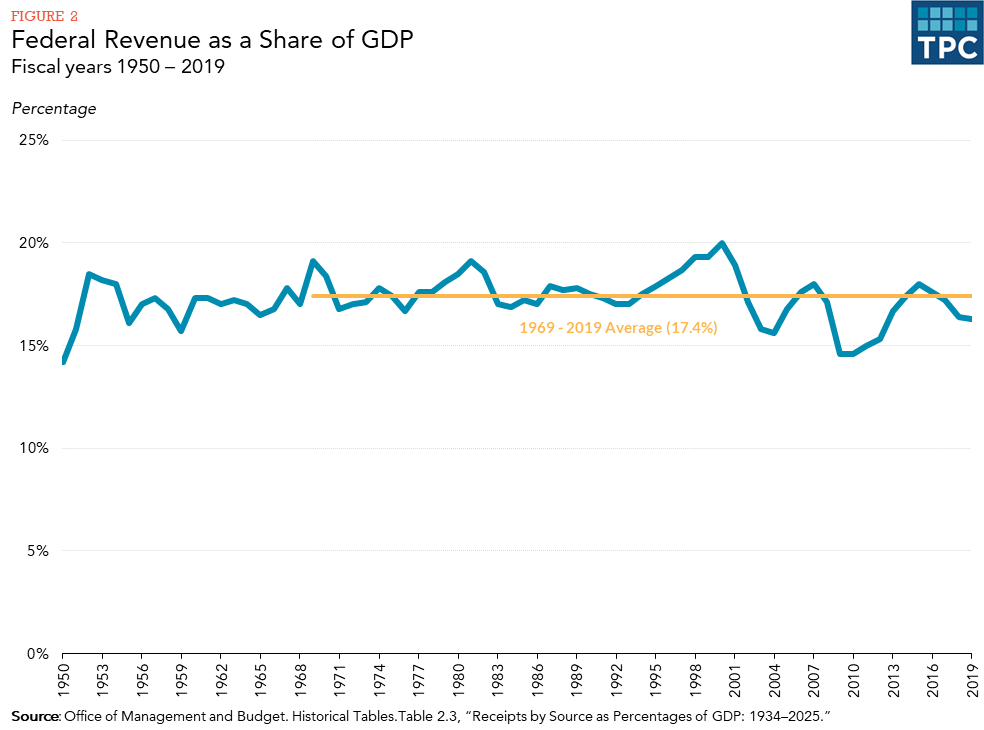 FIGURE 2
Federal Revenue as a Share of GDP
Fiscal years 1950 – 2019
TPC
Percentage
25%
20%
15%
10%
5%
0%
1969 - 2019 Average (17.4%)
1950 1953 1956 1959 1962 1965 1968 1971 1974 1977 1980 1983 1986 1989 1992 1995 1998 2001 2004 2007 2010 2013 2016 2019
Source: Office of Management and Budget. Historical Tables.Table 2.3, “Receipts by Source as Percentages of GDP: 1934–2025.”